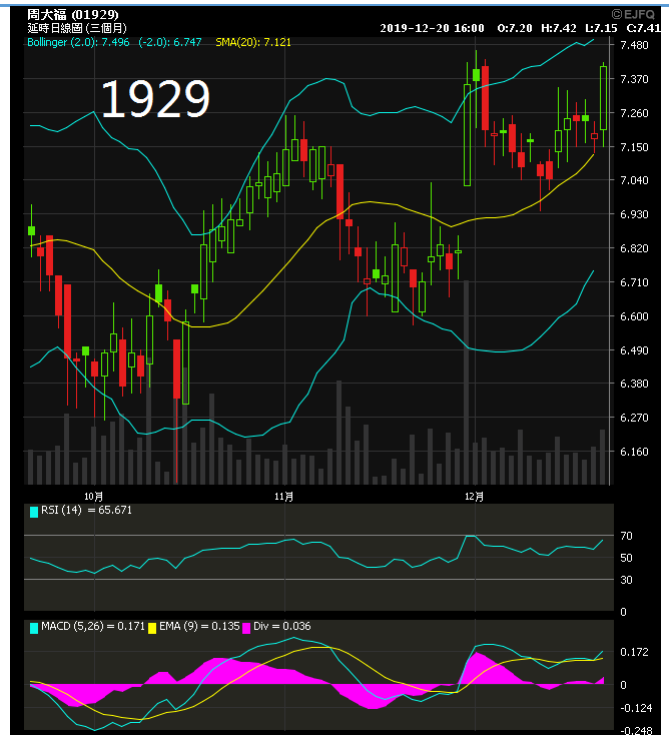 周大福 (01929)
©EJFQ
延時日線圖 (三個月)
2019-12-20 16:00 O:7.20 H:7.42 L:7.15 C:7.41
Bollinger (2.0): 7.496 (-2.0): 6.747 SMA(20): 7.121
7.480
1929
7.370
7.260
7.150
7.040
6.930
6.820
6.710
6.600
6.490
6.380
6.270
6.160
10月 11月 12月
RSI (14) = 65.671
70
50
30
0
MACD (5,26) = 0.171 EMA (9) = 0.135 Div = 0.036
0.172
0
-0.124
-0.248